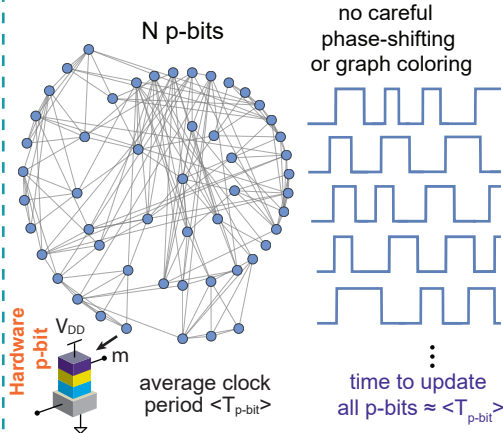 N p-bits
no careful
phase-shifting
or graph coloring
Hardware
p-bit
V_DD
m
average clock
period <T_p-bit>
time to update
all p-bits ≈ <T_p-bit>